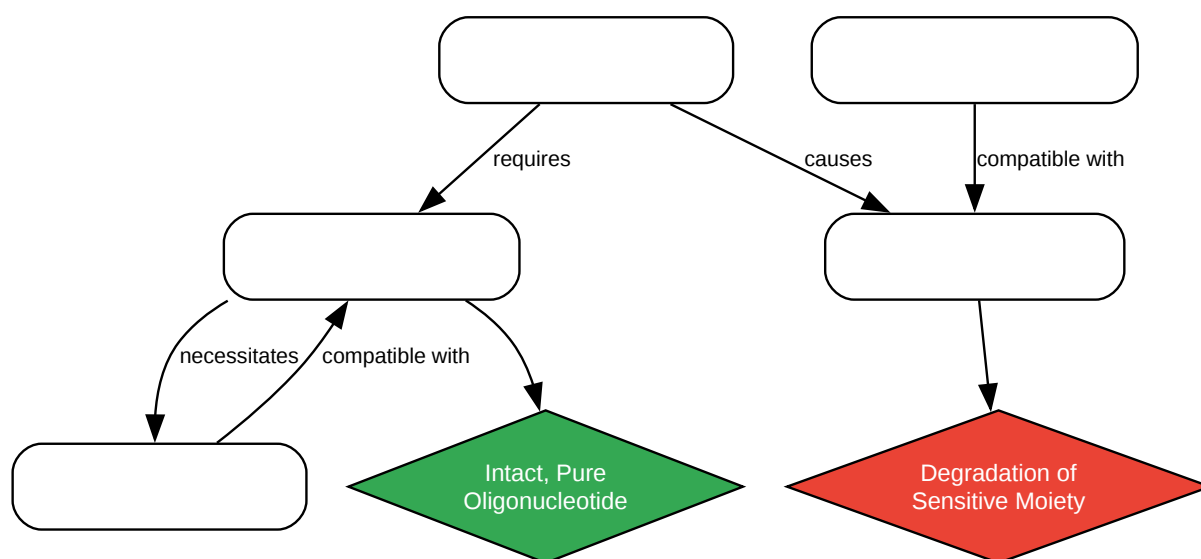 requires
causes
compatible with
necessitates
compatible with
Intact, Pure
Oligonucleotide
Degradation of
Sensitive Moiety